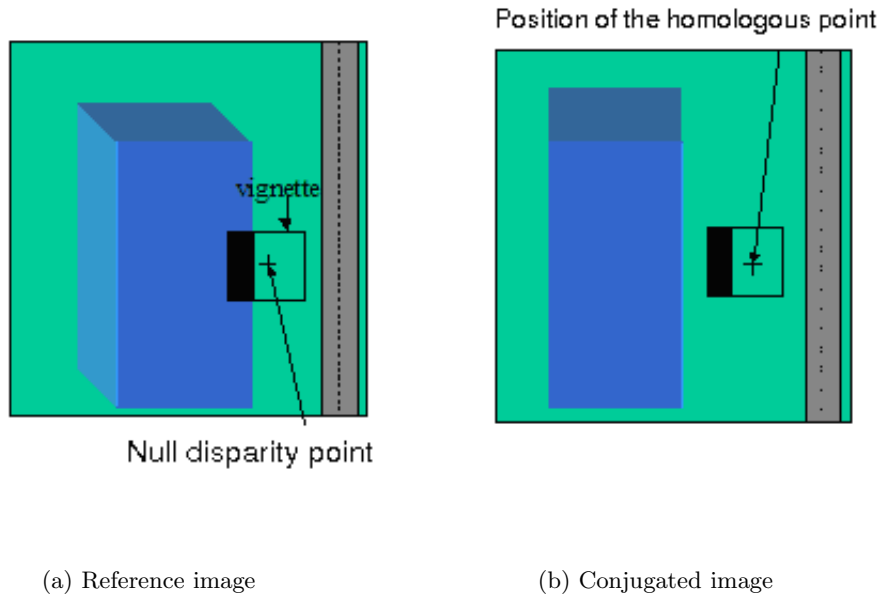 Position of the homologous point
vignette
Null disparity point
(a) Reference image
(b) Conjugated image